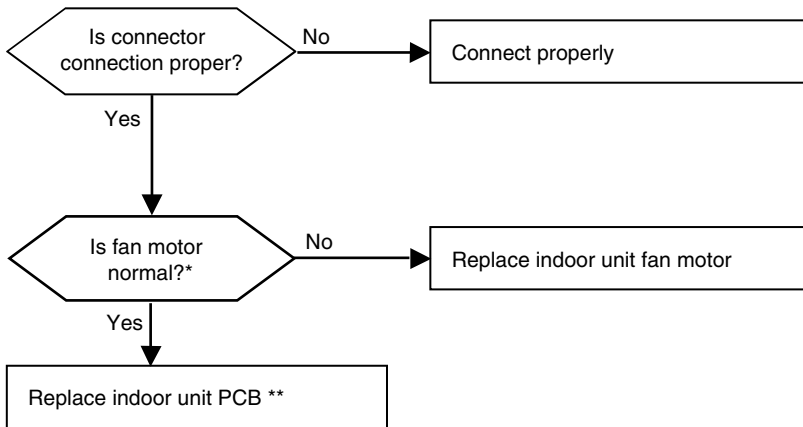 Is connector
connection proper?
No
Connect properly
Yes
Is fan motor
normal?*
No
Replace indoor unit fan motor
Yes
Replace indoor unit PCB **